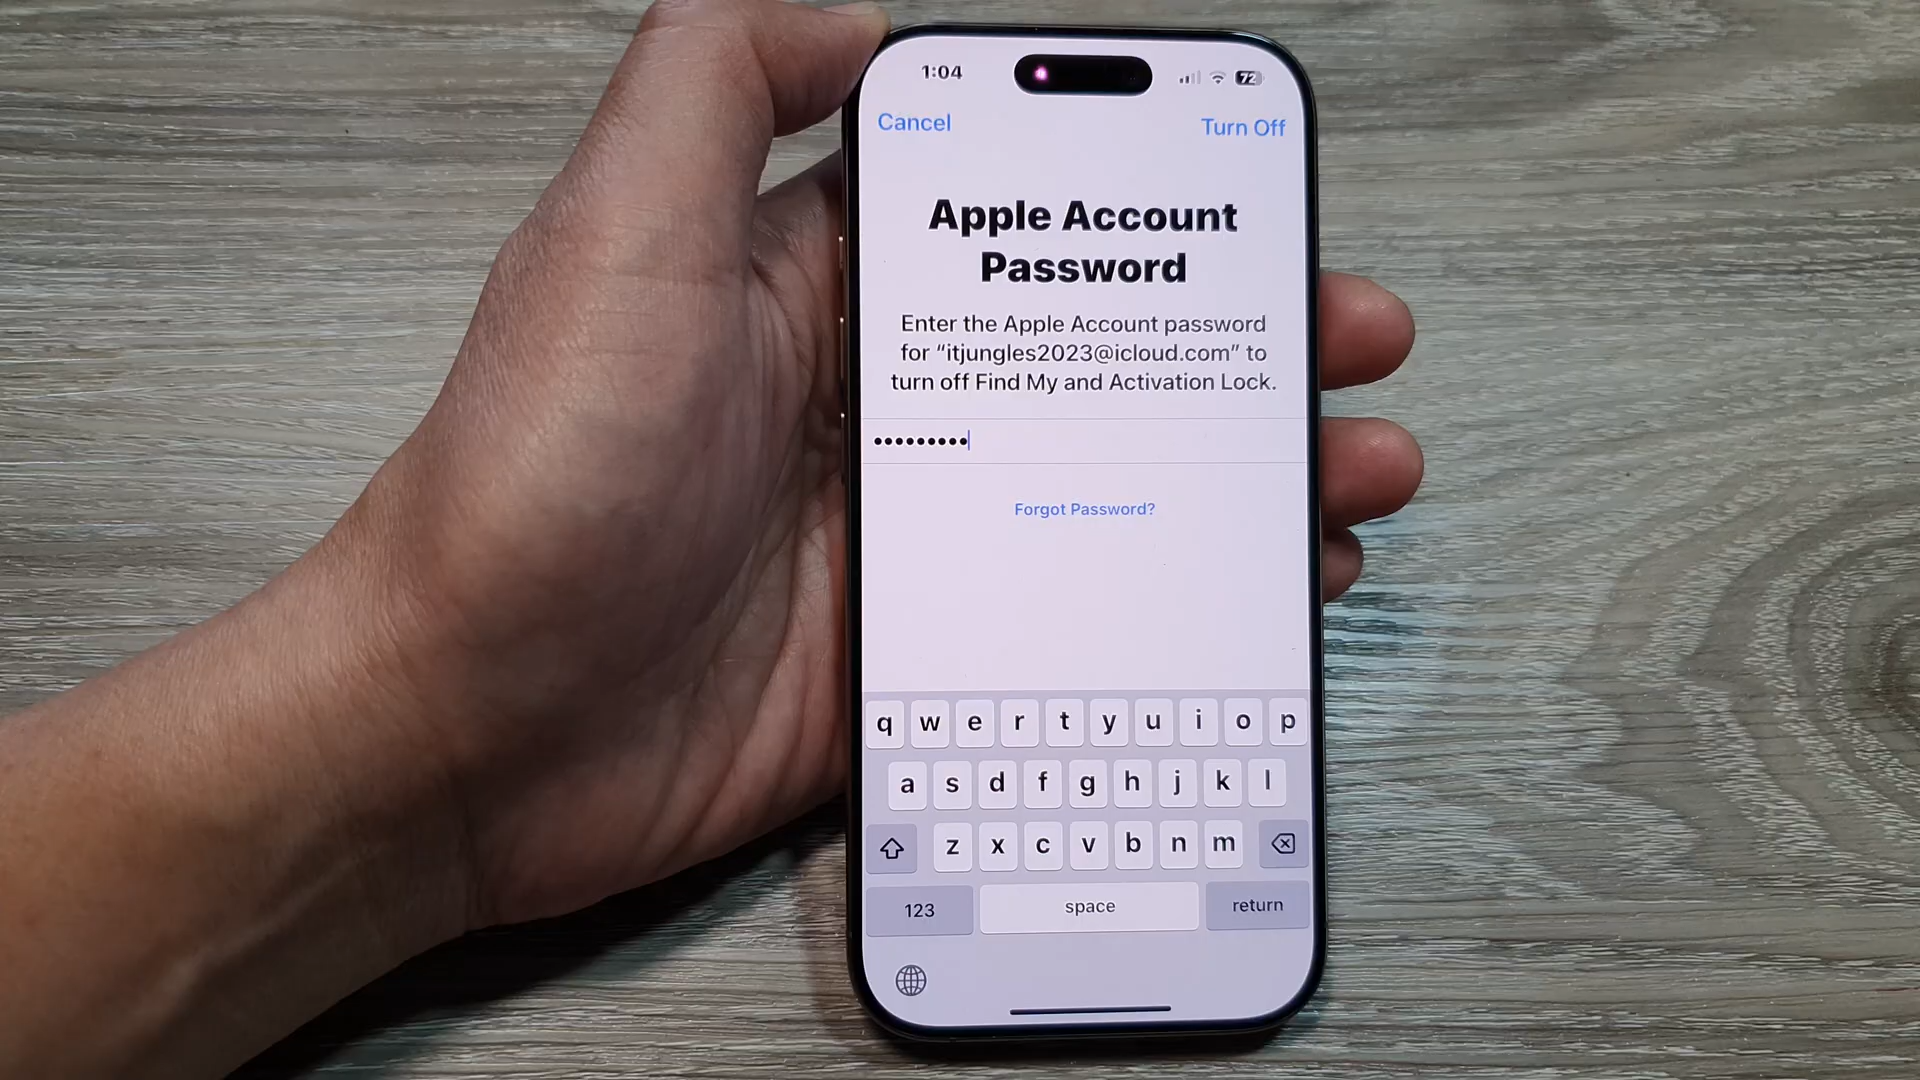 1:04
72
Cancel
Turn Off
Apple Account
Password
Enter the Apple Account password
for “itjungles2023@icloud.com” to
turn off Find My and Activation Lock.
•••••••••
Forgot Password?
q w e r t y u i o p
a s d f g h j k l
z x c v b n m
123 space return